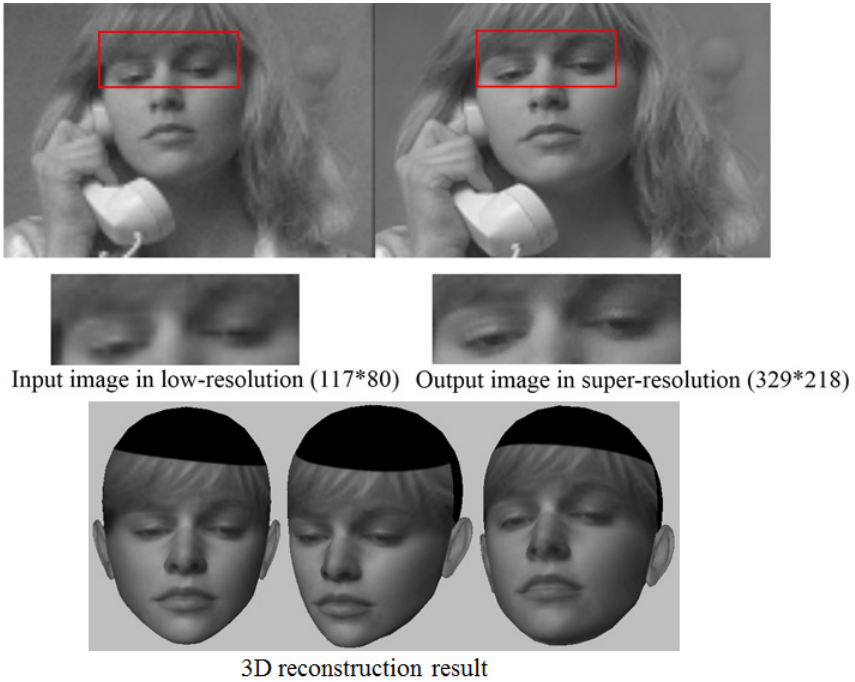 Input image in low-resolution (117*80)
Output image in super-resolution (329*218)
3D reconstruction result